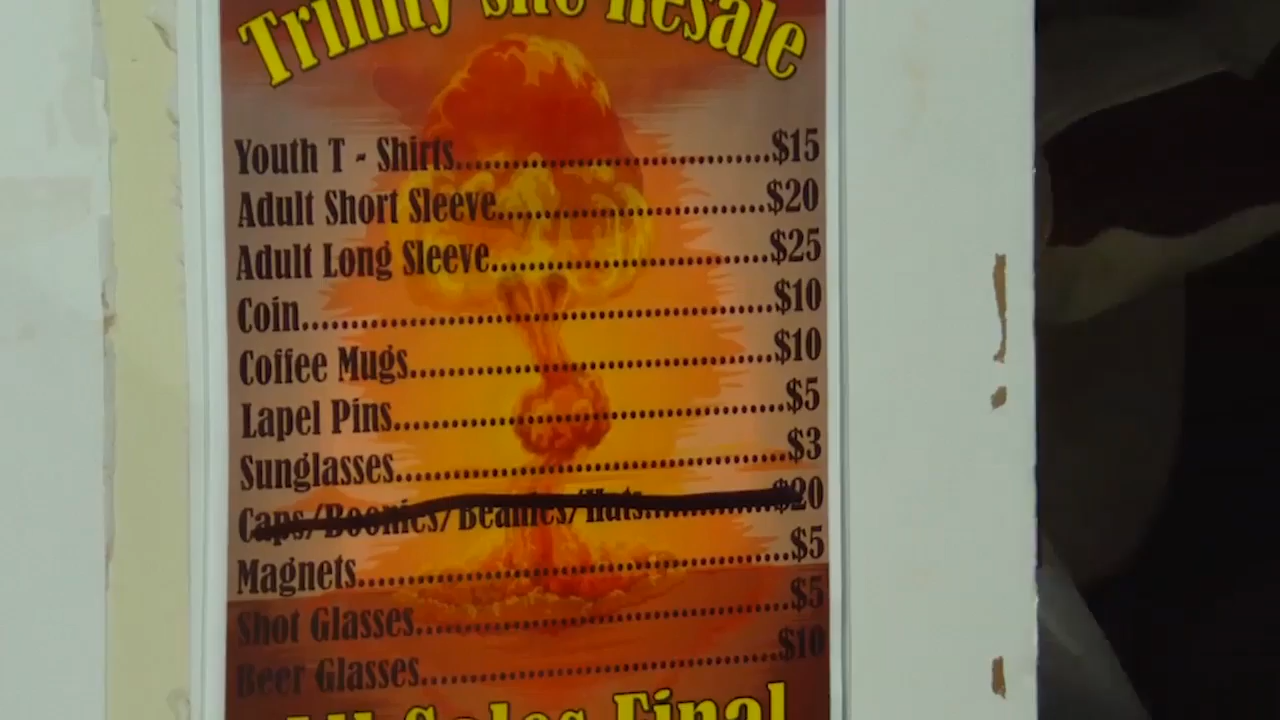 Trinity Site Resale
Youth T - Shirts..............................$15
Adult Short Sleeve..........................$20
Adult Long Sleeve...........................$25
Coin..............................................$10
Coffee Mugs...................................$10
Lapel Pins......................................$5
Sunglasses.....................................$3
Caps/Boonies/Beanies/Hats.............$20
Magnets.........................................$5
Shot Glasses...................................$5
Beer Glasses...................................$10
All Sales Final